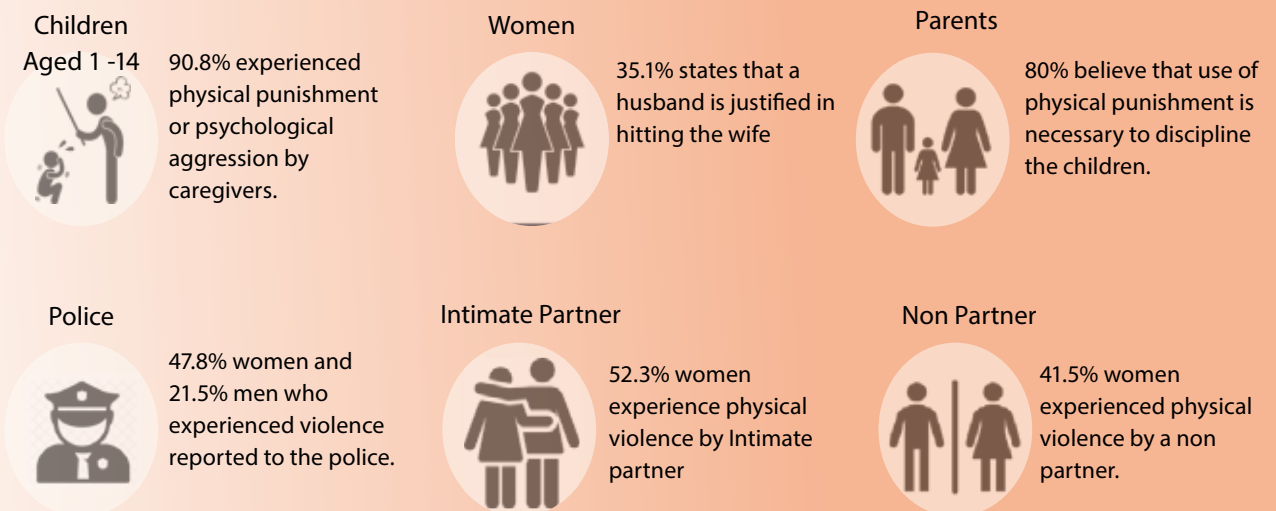 Children
Aged 1 -14
90.8% experienced
physical punishment
or psychological
aggression by
caregivers.
Women
35.1% states that a
husband is justified in
hitting the wife
Parents
80% believe that use of
physical punishment is
necessary to discipline
the children.
Police
47.8% women and
21.5% men who
experienced violence
reported to the police.
Intimate Partner
52.3% women
experience physical
violence by Intimate
partner
Non Partner
41.5% women
experienced physical
violence by a non
partner.